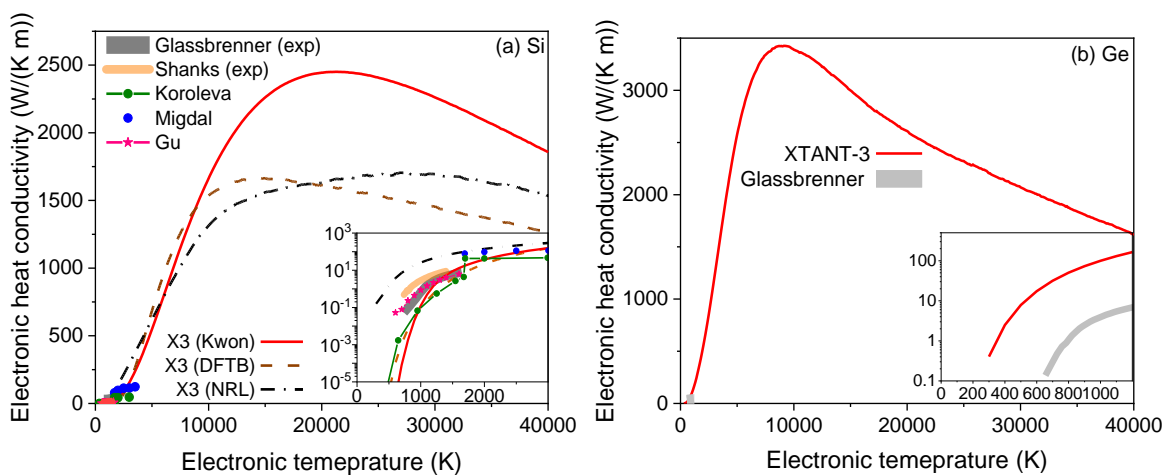 (a) Si
Electronic heat conductivity (W/(K m))
2500
2000
1500
1000
500
0
Glassbrenner (exp)
Shanks (exp)
Koroleva
Migdal
Gu
X3 (Kwon)
X3 (DFTB)
X3 (NRL)
10³
10¹
10⁻¹
10⁻³
10⁻⁵
0 1000 2000
0 10000 20000 30000 40000
Electronic temeprature (K)
(b) Ge
Electronic heat conductivity (W/(K m))
3000
2000
1000
0
XTANT-3
Glassbrenner
100
10
1
0.1
0 200 400 600 800 1000
0 10000 20000 30000 40000
Electronic temeprature (K)